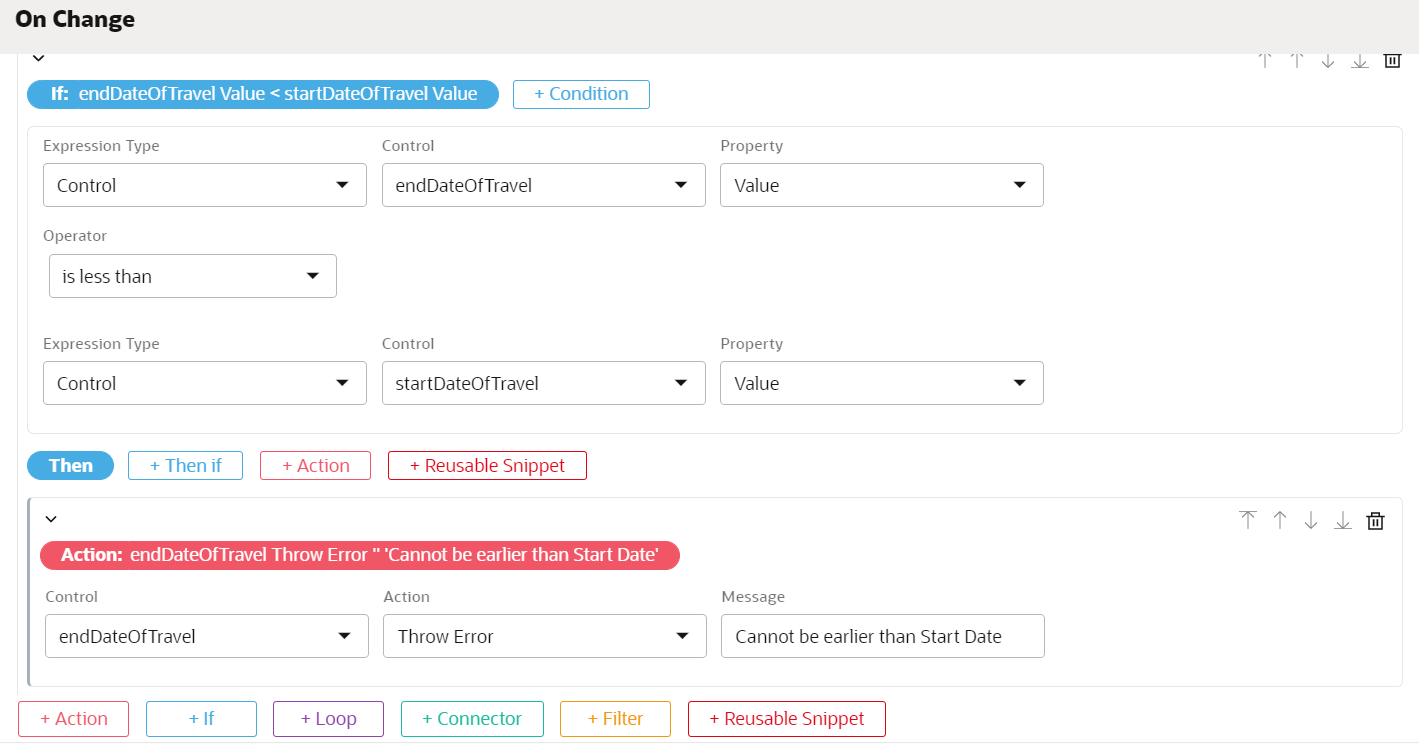 On Change
If: endDateOfTravel Value < startDateOfTravel Value + Condition
Expression Type Control Property
Control endDateOfTravel Value
Operator
is less than
Expression Type Control Property
Control startDateOfTravel Value
Then + Then if + Action + Reusable Snippet
Action: endDateOfTravel Throw Error '' 'Cannot be earlier than Start Date'
Control Action Message
endDateOfTravel Throw Error Cannot be earlier than Start Date
+ Action + If + Loop + Connector + Filter + Reusable Snippet